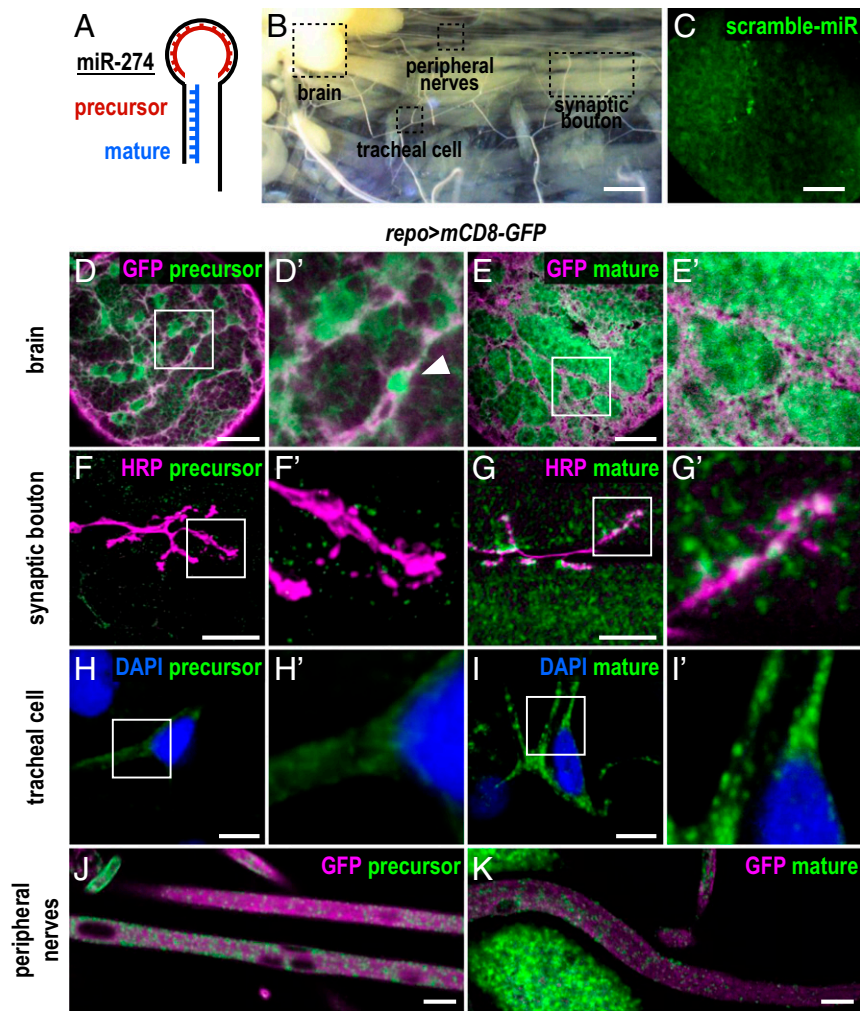 A
miR-274
precursor
mature
B
brain
peripheral
nerves
synaptic
bouton
tracheal cell
C
scramble-miR
repo>mCD8-GFP
brain
D
GFP precursor
D'
E
GFP mature
E'
synaptic bouton
F
HRP precursor
F'
G
HRP mature
G'
tracheal cell
H
DAPI precursor
H'
I
DAPI mature
I'
peripheral
nerves
J
GFP precursor
K
GFP mature